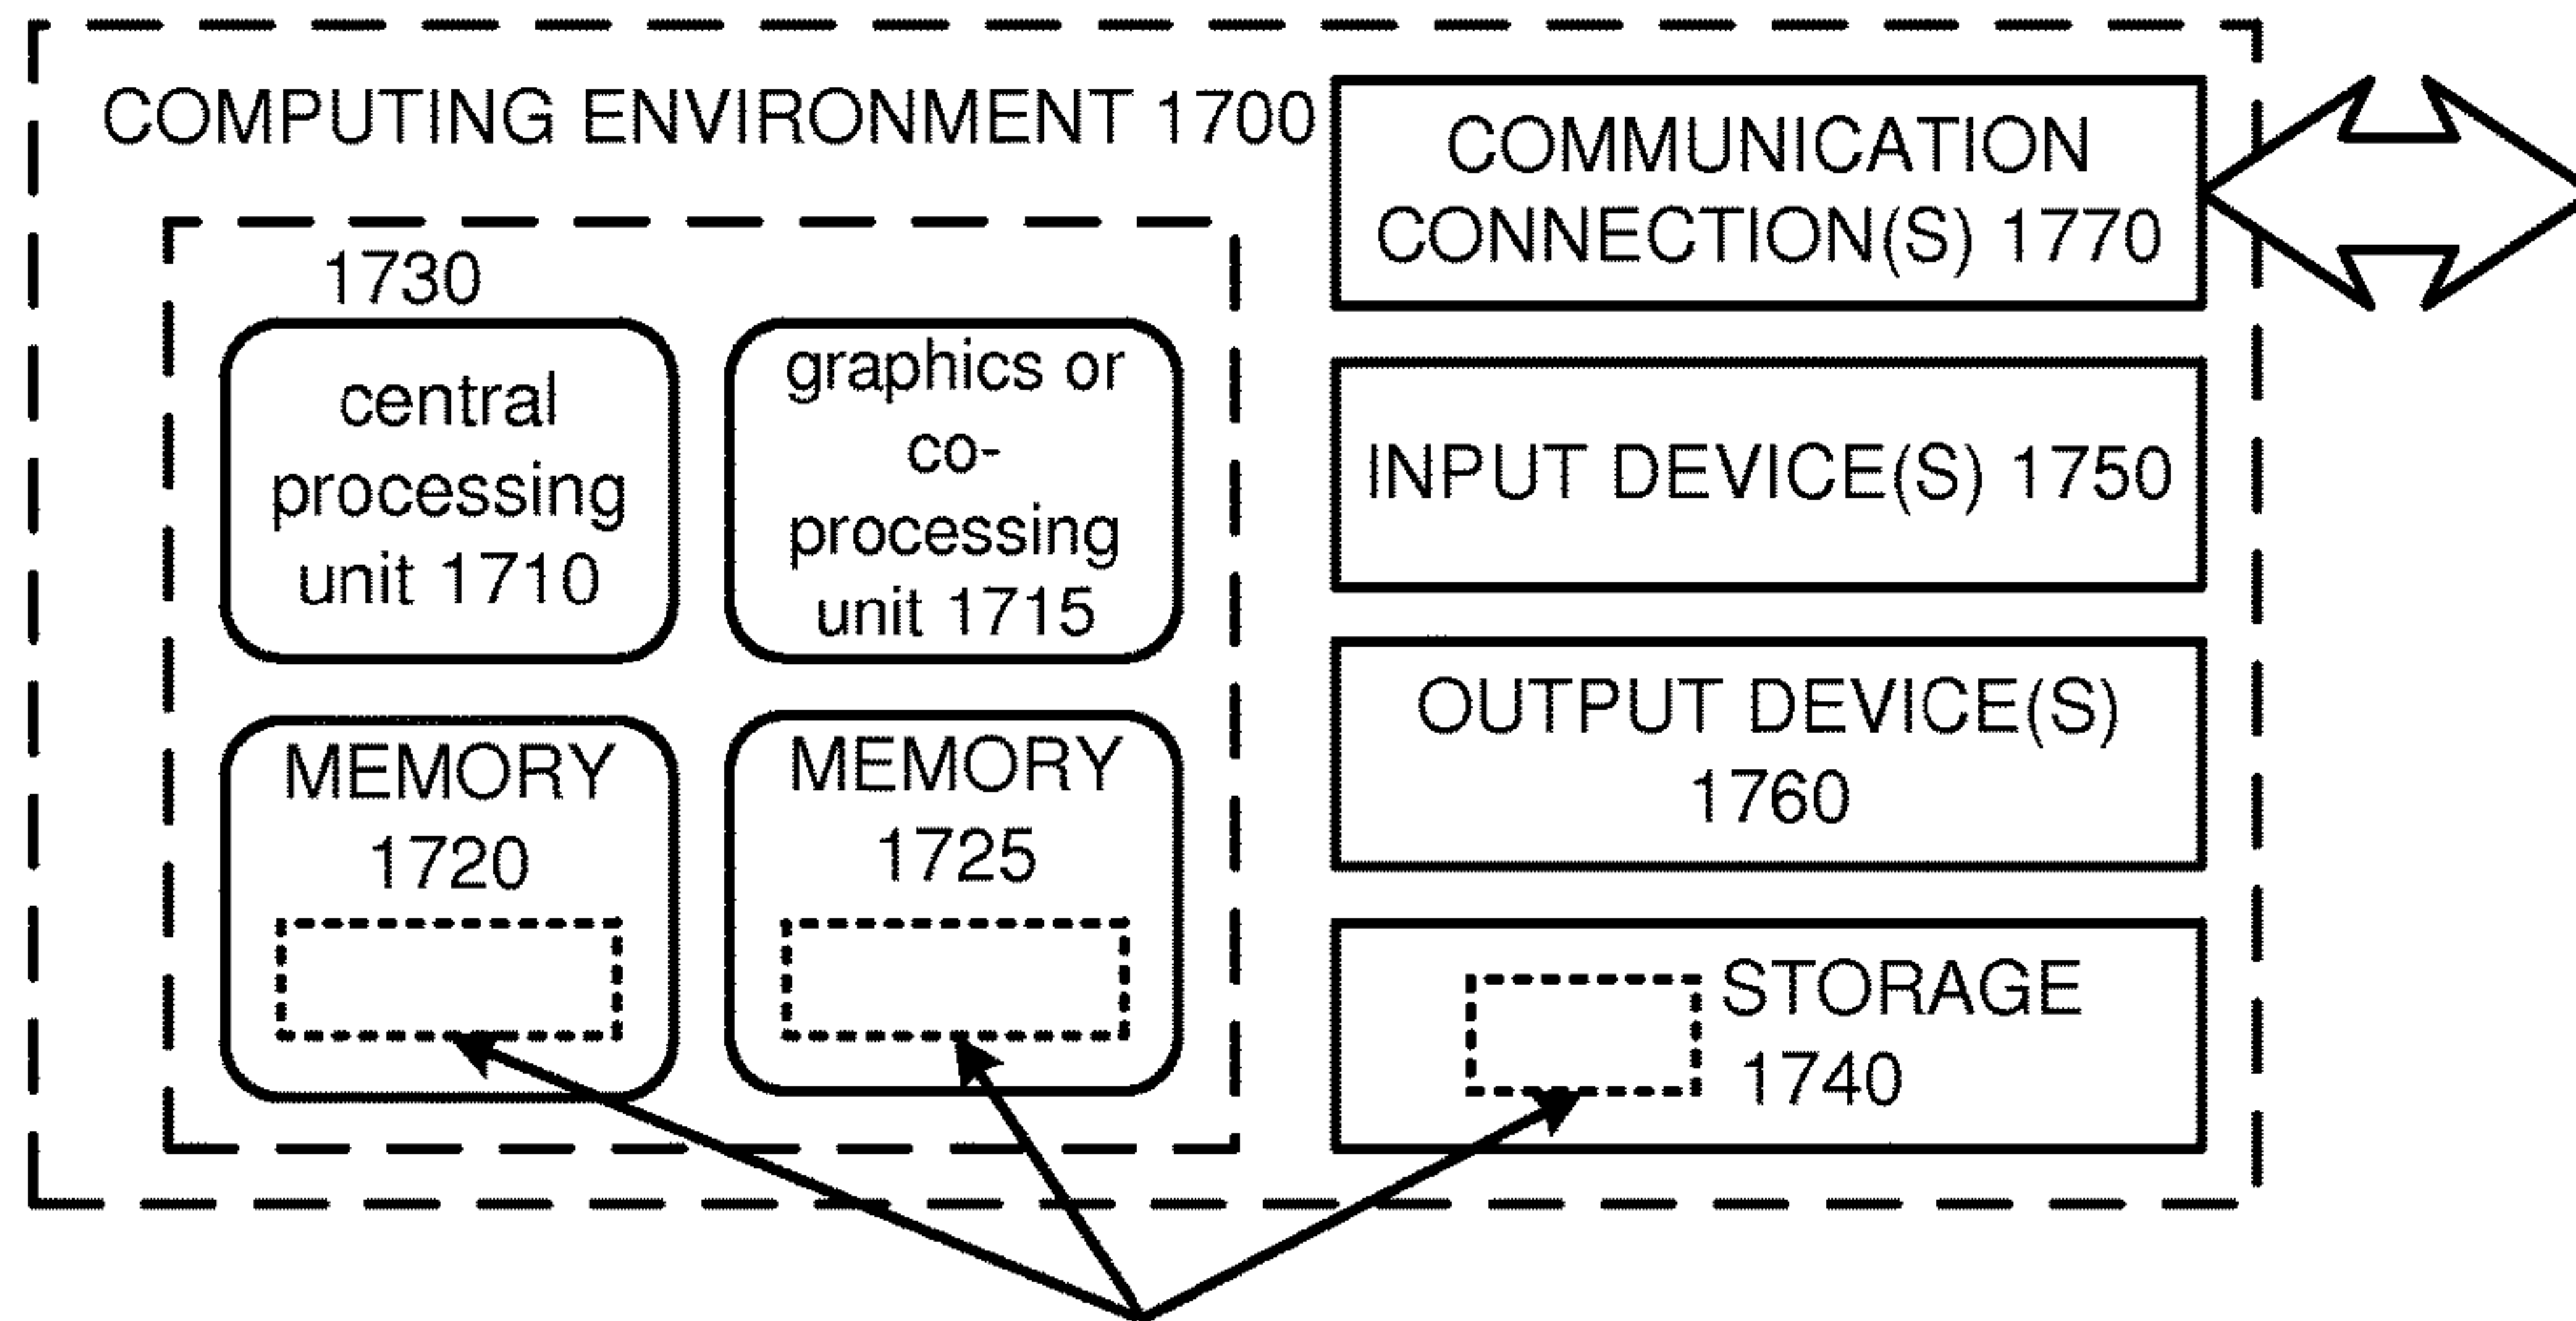 COMPUTING ENVIRONMENT 1700
1730
central
processing
unit 1710
graphics or
co-
processing
unit 1715
MEMORY
1720
MEMORY
1725
COMMUNICATION
CONNECTION(S) 1770
INPUT DEVICE(S) 1750
OUTPUT DEVICE(S)
1760
STORAGE
1740